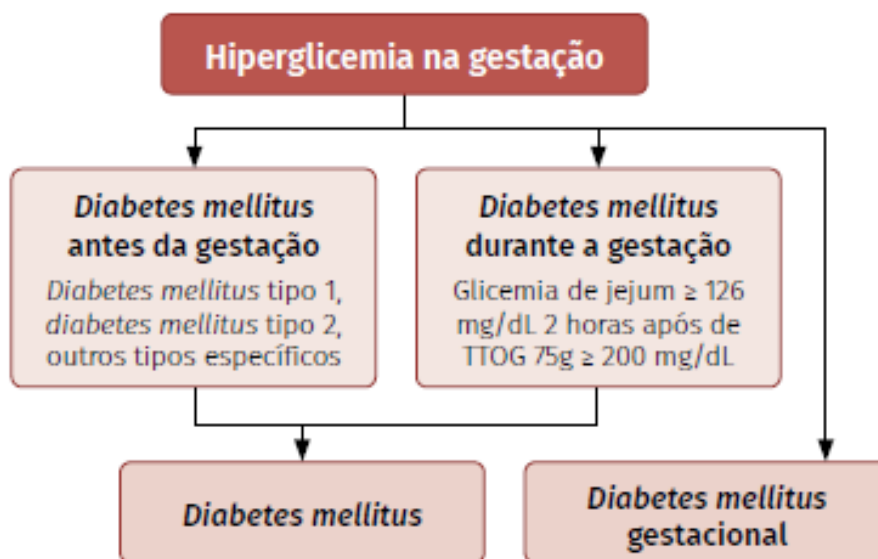 Hiperglicemia na gestação
Diabetes mellitus
antes da gestação
Diabetes mellitus tipo 1,
diabetes mellitus tipo 2,
outros tipos específicos
Diabetes mellitus
durante a gestação
Glicemia de jejum ≥ 126
mg/dL 2 horas após de
TTOG 75g ≥ 200 mg/dL
Diabetes mellitus
Diabetes mellitus
gestacional